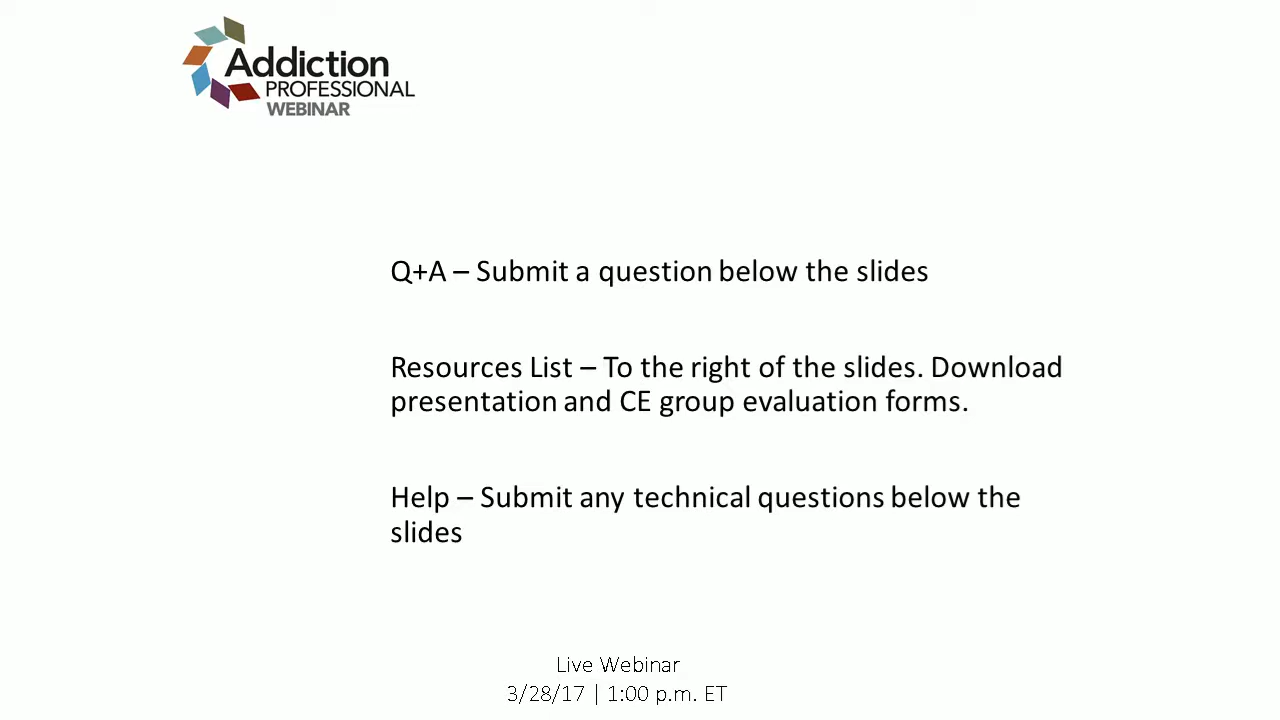 Addiction
PROFESSIONAL
WEBINAR
Q+A – Submit a question below the slides
Resources List – To the right of the slides. Download
presentation and CE group evaluation forms.
Help – Submit any technical questions below the
slides
Live Webinar
3/28/17 | 1:00 p.m. ET